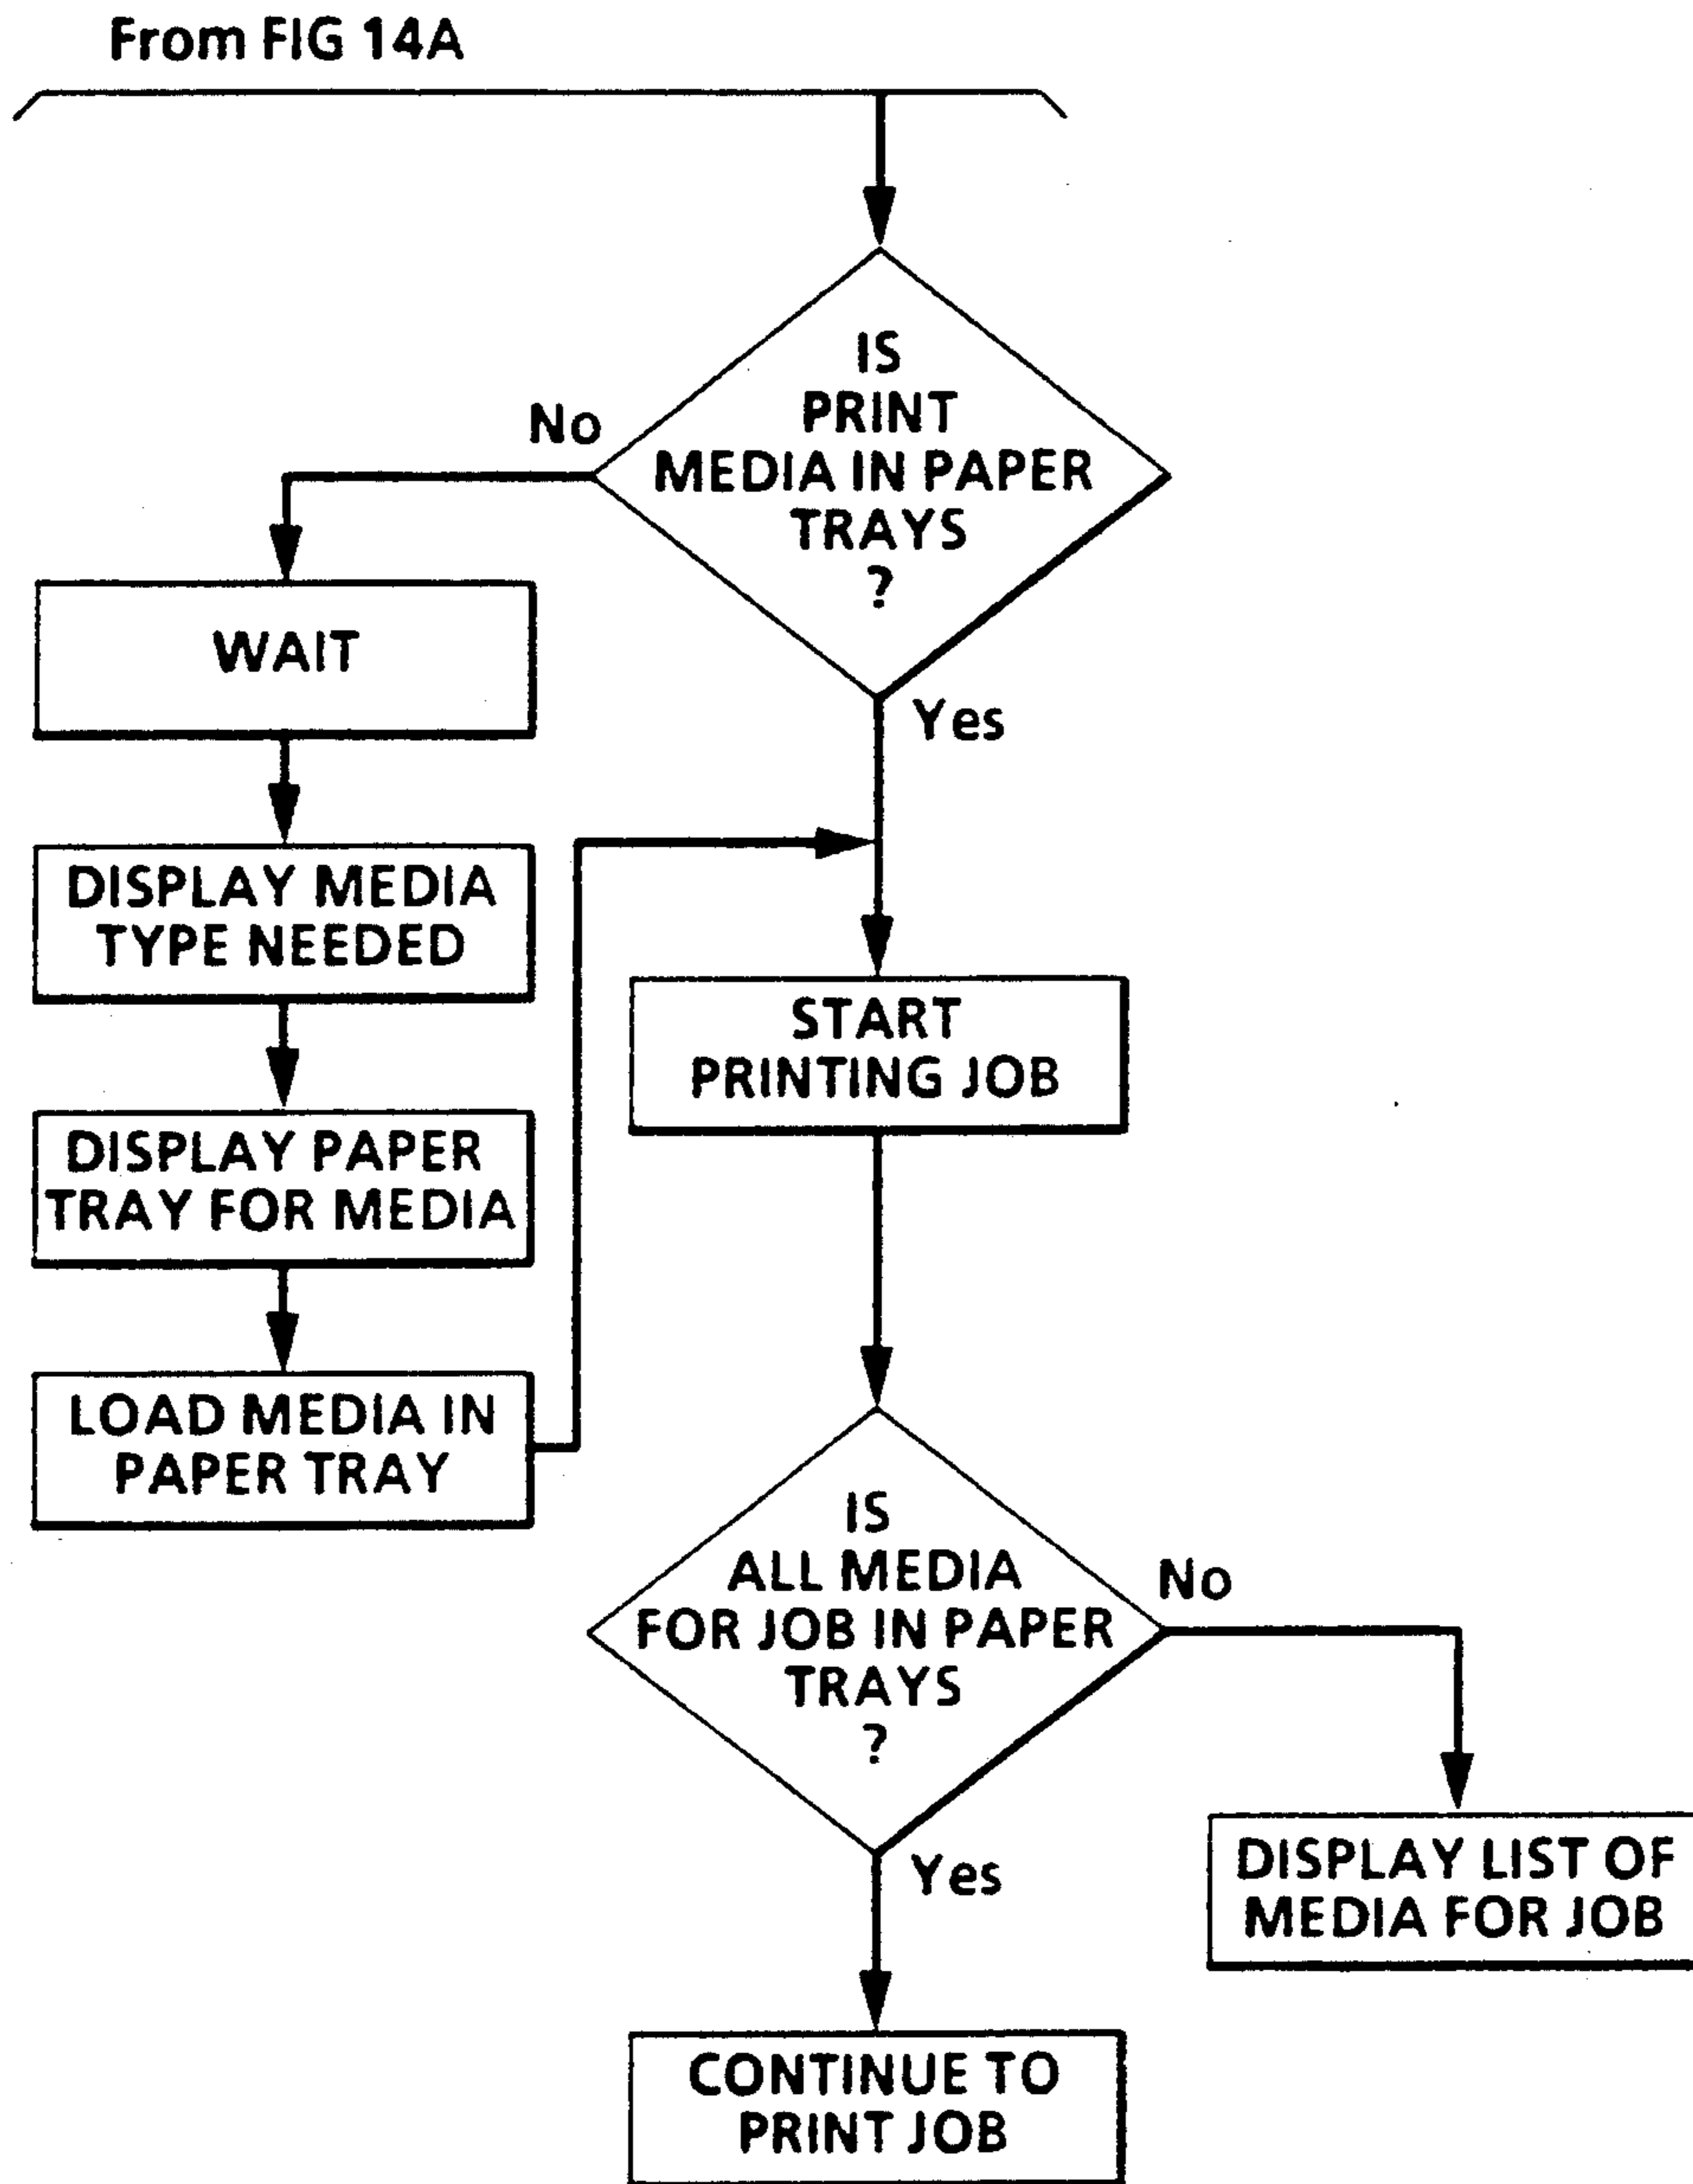 From FIG 14A
IS
PRINT
MEDIA IN PAPER
TRAYS
?
No
Yes
WAIT
DISPLAY MEDIA
TYPE NEEDED
DISPLAY PAPER
TRAY FOR MEDIA
LOAD MEDIA IN
PAPER TRAY
START
PRINTING JOB
IS
ALL MEDIA
FOR JOB IN PAPER
TRAYS
?
No
Yes
DISPLAY LIST OF
MEDIA FOR JOB
CONTINUE TO
PRINT JOB